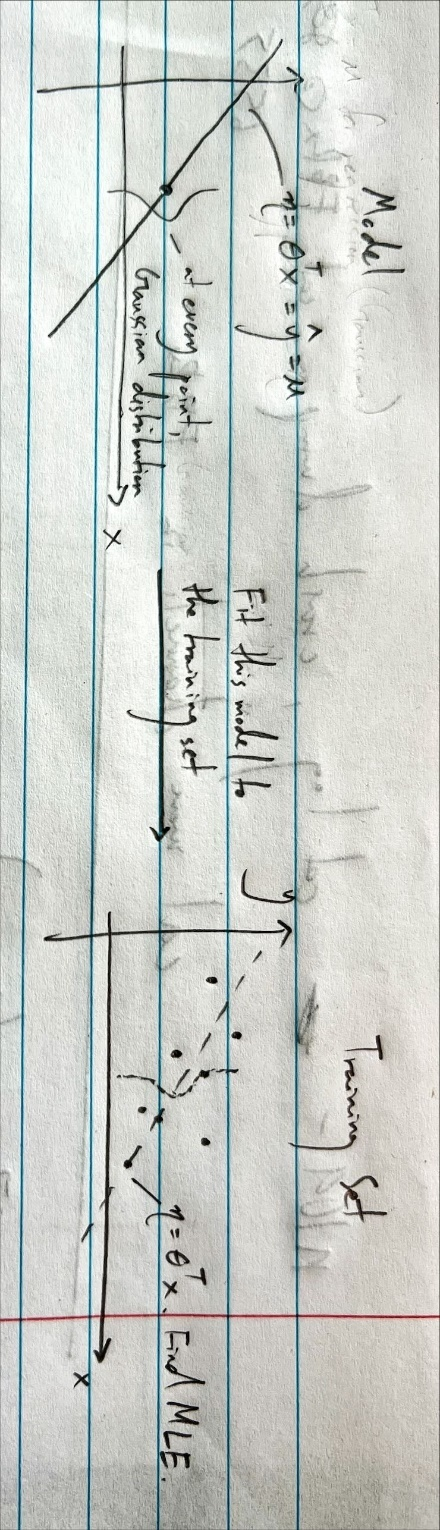 Model
η = θᵀx = ŷ = μ
at every point,
Gaussian distribution
x
Fit this model to
the training set
Training Set
y
η = θᵀx. Find MLE.
x